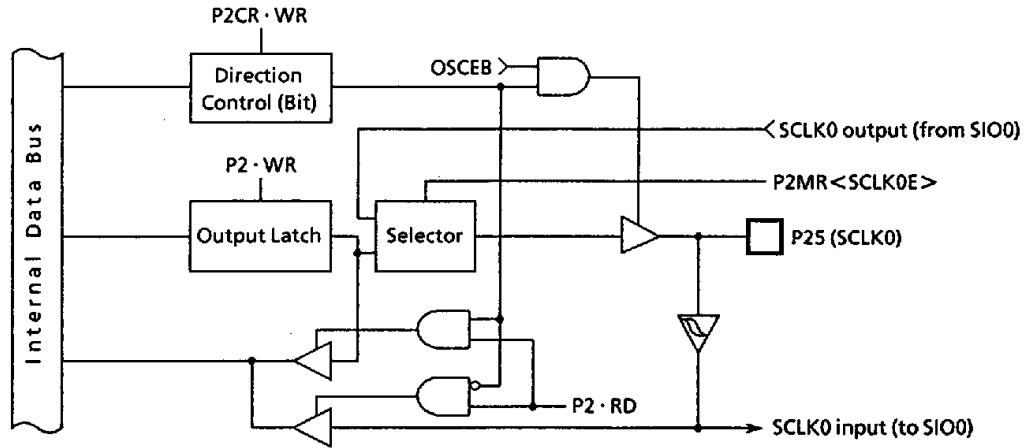 P2CR · WR
Direction
Control (Bit)
OSCEB
SCLK0 output (from SIO0)
P2 · WR
P2MR<SCLK0E>
Internal Data Bus
Output Latch
Selector
P25 (SCLK0)
P2 · RD
SCLK0 input (to SIO0)